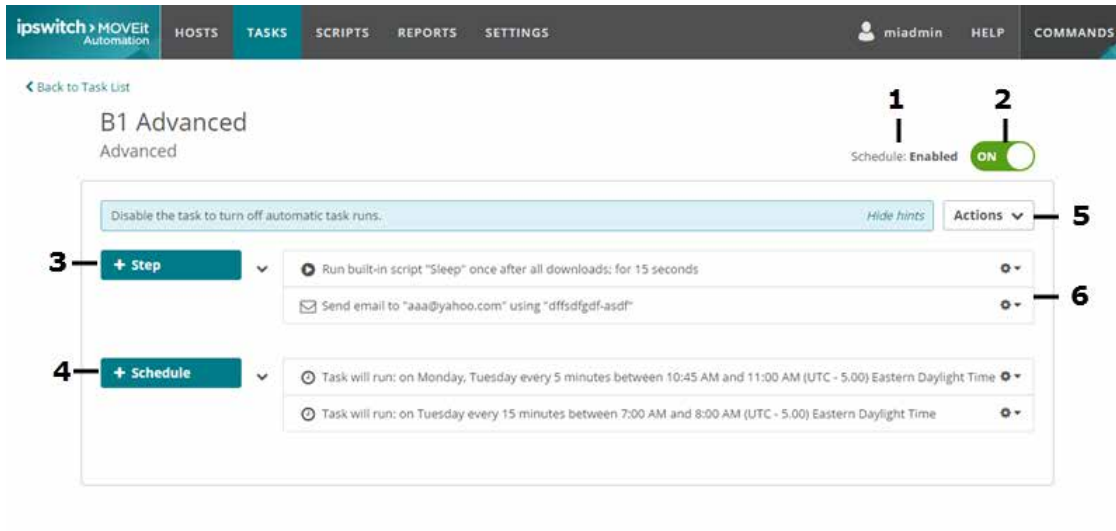 ipswitch > MOVEit Automation HOSTS TASKS SCRIPTS REPORTS SETTINGS miadmin HELP COMMANDS
Back to Task List
1 2
B1 Advanced
Advanced
Schedule: Enabled ON
Disable the task to turn off automatic task runs. Hide hints Actions 5
3 + Step Run built-in script "Sleep" once after all downloads; for 15 seconds
Send email to "aaa@yahoo.com" using "dffsdfgdf-asdf" 6
4 + Schedule Task will run: on Monday, Tuesday every 5 minutes between 10:45 AM and 11:00 AM (UTC - 5.00) Eastern Daylight Time
Task will run: on Tuesday every 15 minutes between 7:00 AM and 8:00 AM (UTC - 5.00) Eastern Daylight Time